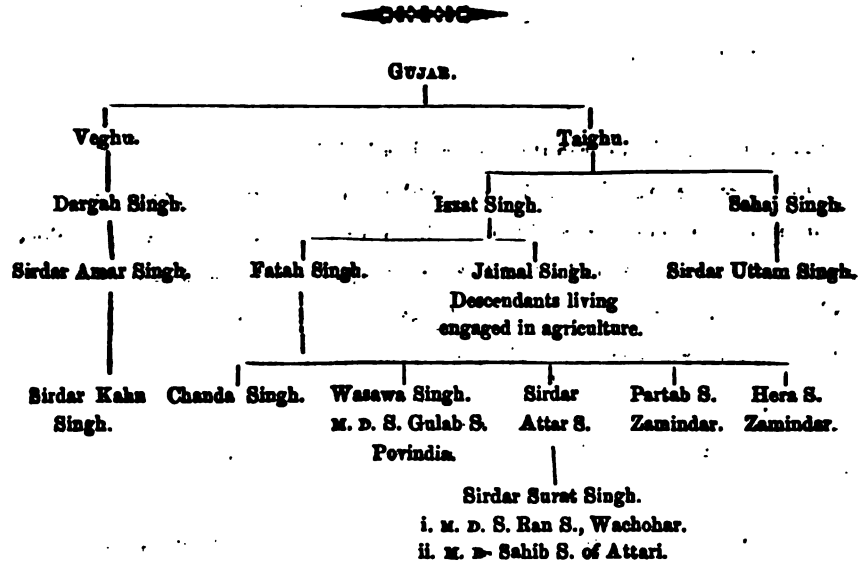 GUJAR.
Veghu. Taighu.
Dargah Singh. Issat Singh. Sahaj Singh.
Sirdar Amar Singh. Fatah Singh. Jaimal Singh. Sirdar Uttam Singh.
Descendants living
engaged in agriculture.
Sirdar Kahn Chanda Singh. Wasawa Singh. Sirdar Partab S. Hera S.
Singh. M. D. S. Gulab S. Attar S. Zamindar. Zamindar.
Povindia.
Sirdar Surat Singh.
i. M. D. S. Ran S., Wachohar.
ii. M. D. Sahib S. of Attari.